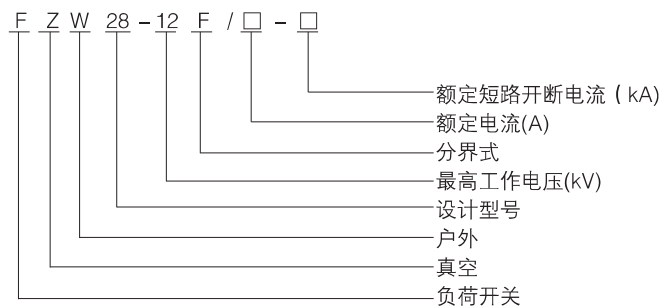 F Z W 28-12 F/□-□
额定短路开断电流（kA)
额定电流(A)
分界式
最高工作电压(kV)
设计型号
户外
真空
负荷开关